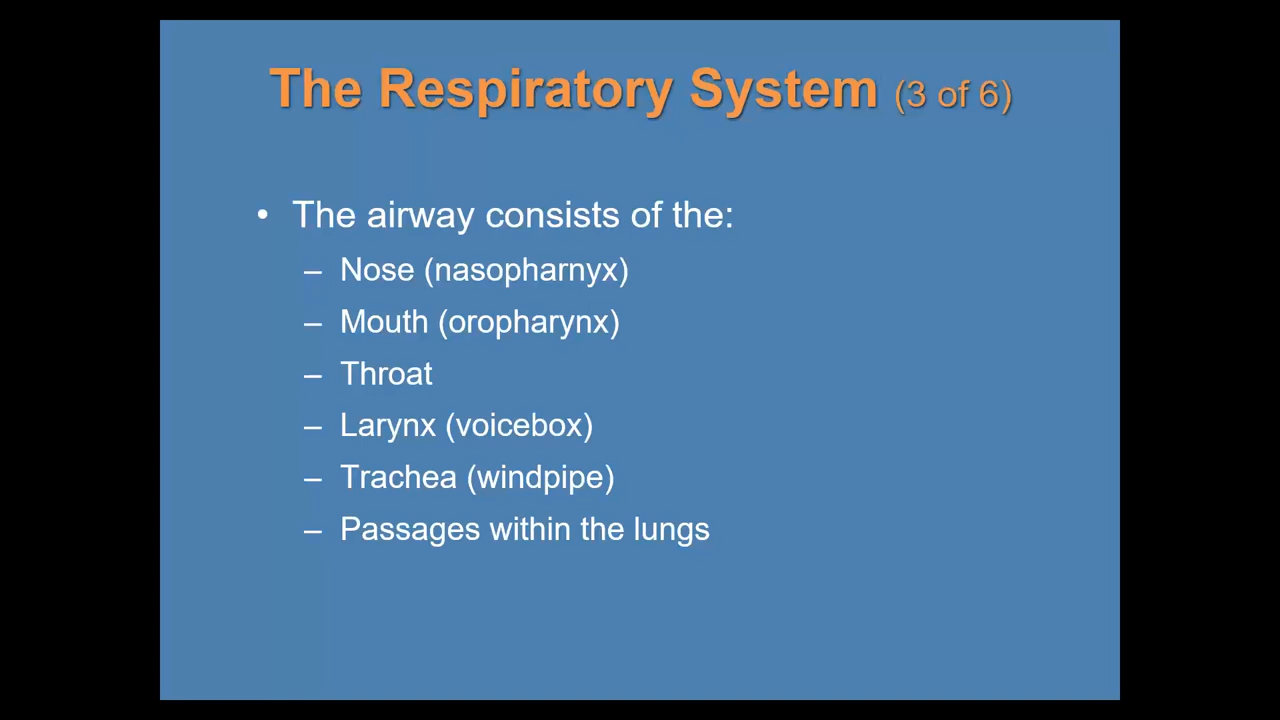 The Respiratory System (3 of 6)
• The airway consists of the:
– Nose (nasopharnyx)
– Mouth (oropharynx)
– Throat
– Larynx (voicebox)
– Trachea (windpipe)
– Passages within the lungs